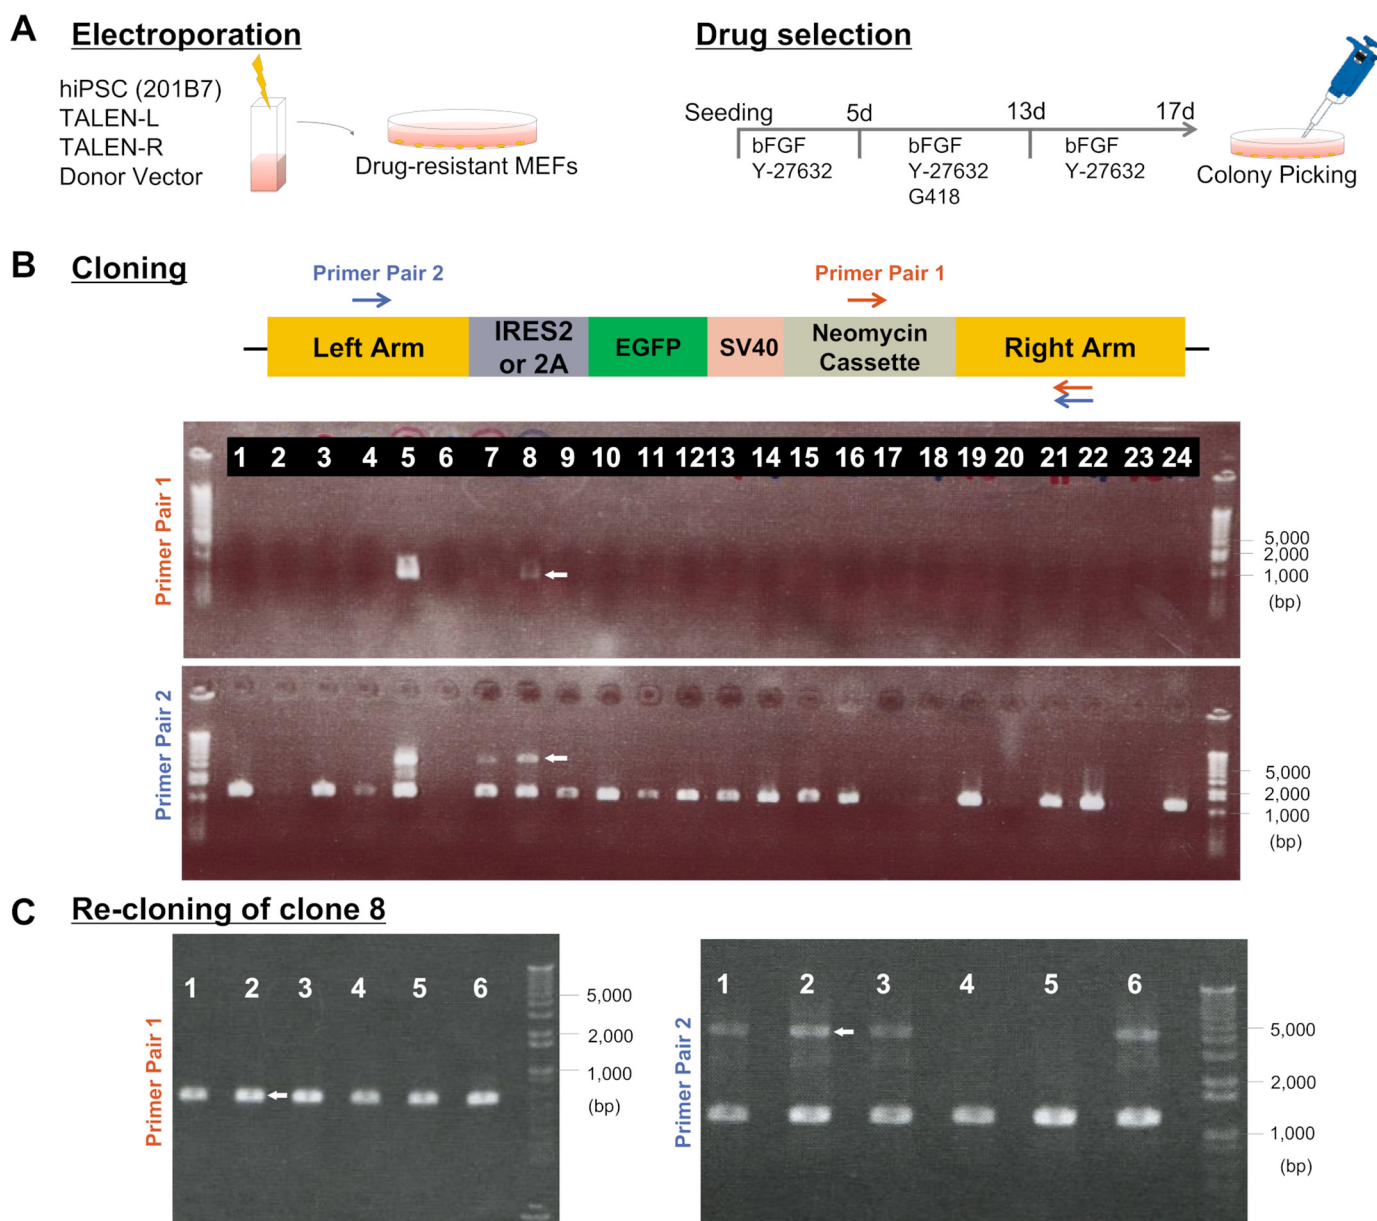 A Electroporation
hiPSC (201B7)
TALEN-L
TALEN-R
Donor Vector
Drug-resistant MEFs
Drug selection
Seeding 5d 13d 17d
bFGF bFGF bFGF
Y-27632 Y-27632 Y-27632
G418
Colony Picking
B Cloning
Primer Pair 2 Primer Pair 1
Left Arm
IRES2
or 2A
EGFP
SV40
Neomycin
Cassette
Right Arm
Primer Pair 1
1 2 3 4 5 6 7 8 9 10 11 12 13 14 15 16 17 18 19 20 21 22 23 24
5,000
2,000
1,000
(bp)
Primer Pair 2
5,000
2,000
1,000
(bp)
C Re-cloning of clone 8
Primer Pair 1
1 2 3 4 5 6
5,000
2,000
1,000
(bp)
Primer Pair 2
1 2 3 4 5 6
5,000
2,000
1,000
(bp)